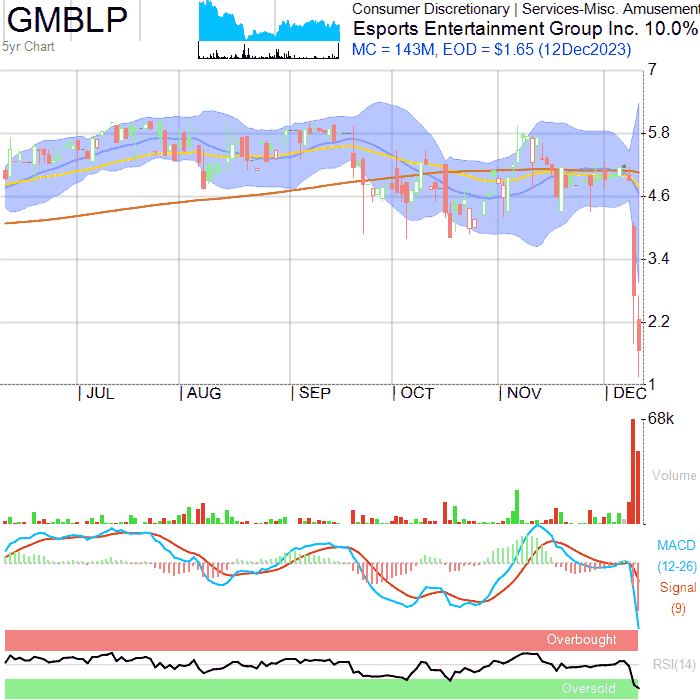 GMBLP
5yr Chart
Consumer Discretionary | Services-Misc. Amusement
Esports Entertainment Group Inc. 10.0%
MC = 143M, EOD = $1.65 (12Dec2023)
7
5.8
4.6
3.4
2.2
1
| JUL | AUG | SEP | OCT | NOV | DEC
68k
Volume
MACD
(12-26)
Signal
(9)
Overbought
RSI(14)
Oversold